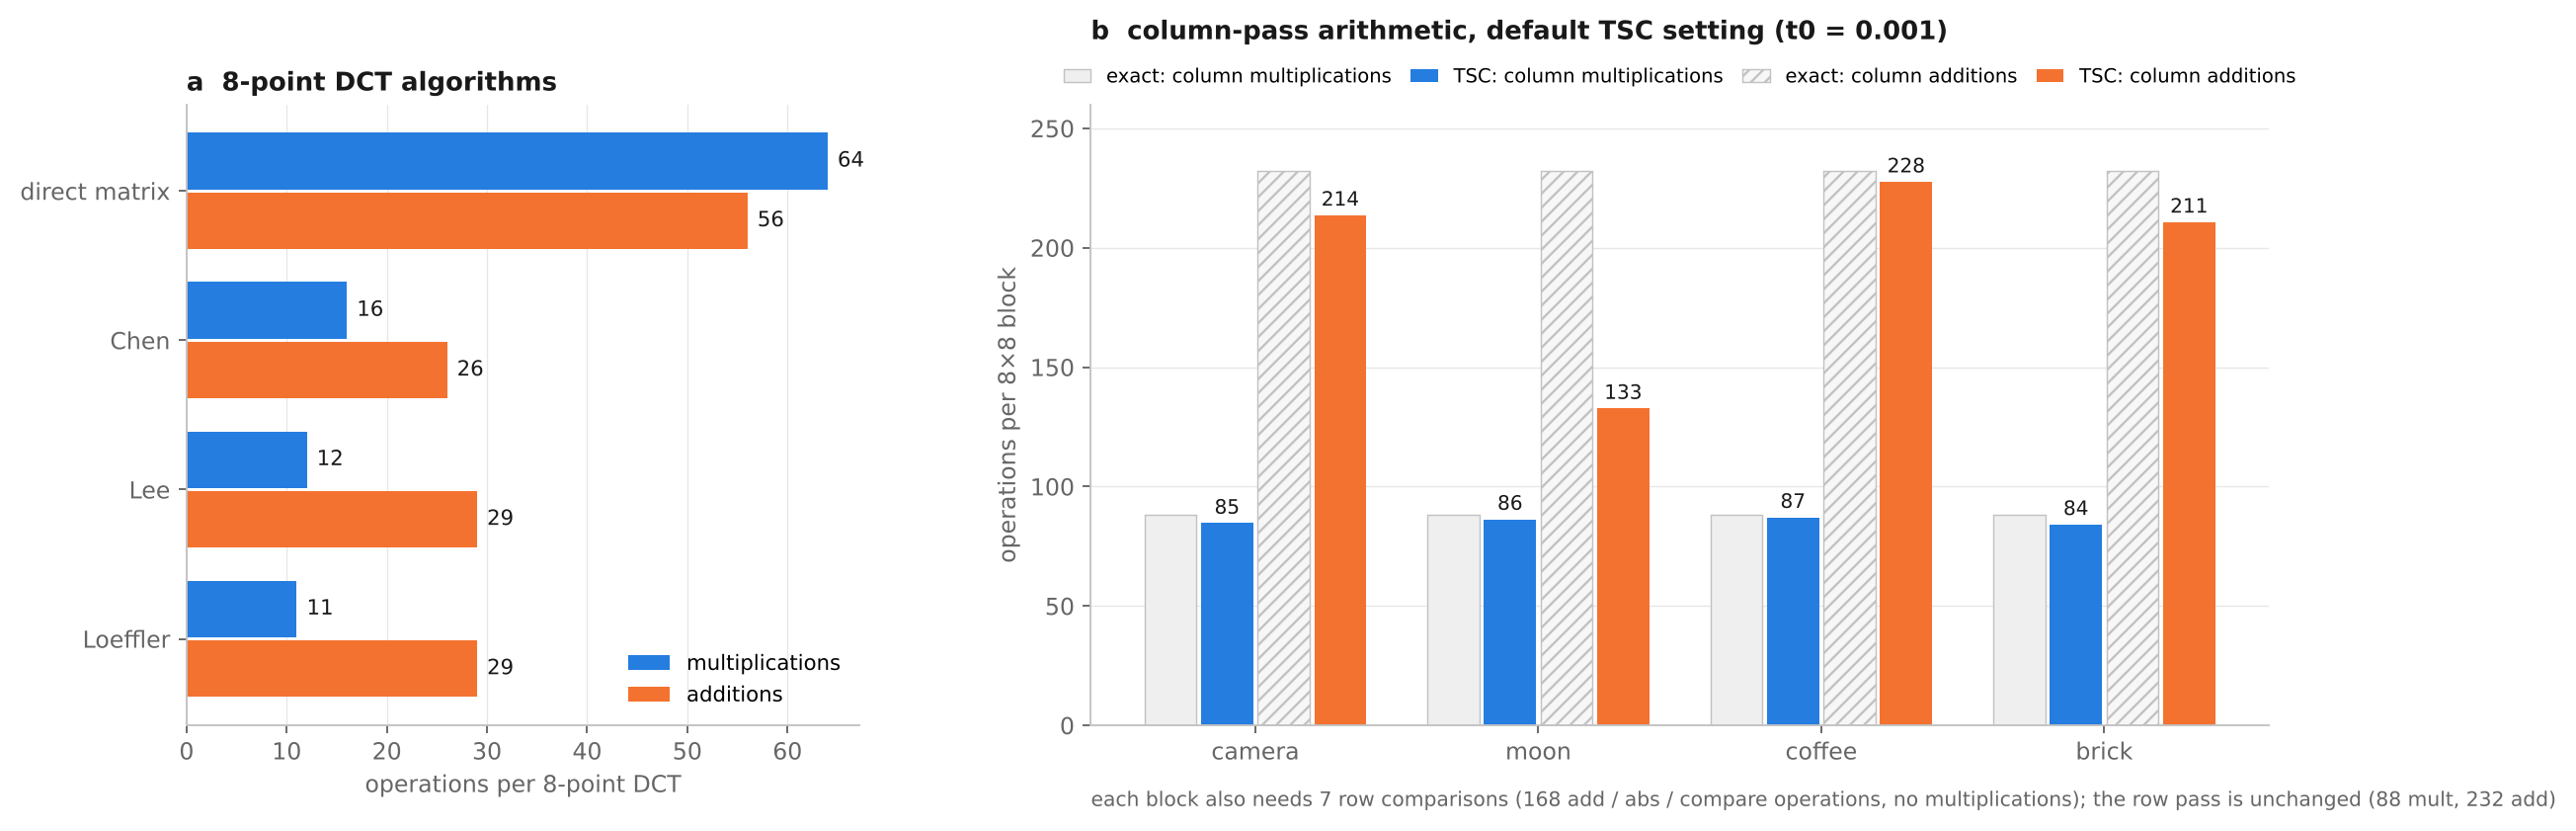 a 8-point DCT algorithms
direct matrix
64
56
Chen
16
26
Lee
12
29
Loeffler
11
29
multiplications
additions
0 10 20 30 40 50 60
operations per 8-point DCT
b column-pass arithmetic, default TSC setting (t0 = 0.001)
exact: column multiplications TSC: column multiplications exact: column additions TSC: column additions
operations per 8×8 block
250
200
150
100
50
0
85 214
86 133
87 228
84 211
camera moon coffee brick
each block also needs 7 row comparisons (168 add / abs / compare operations, no multiplications); the row pass is unchanged (88 mult, 232 add)